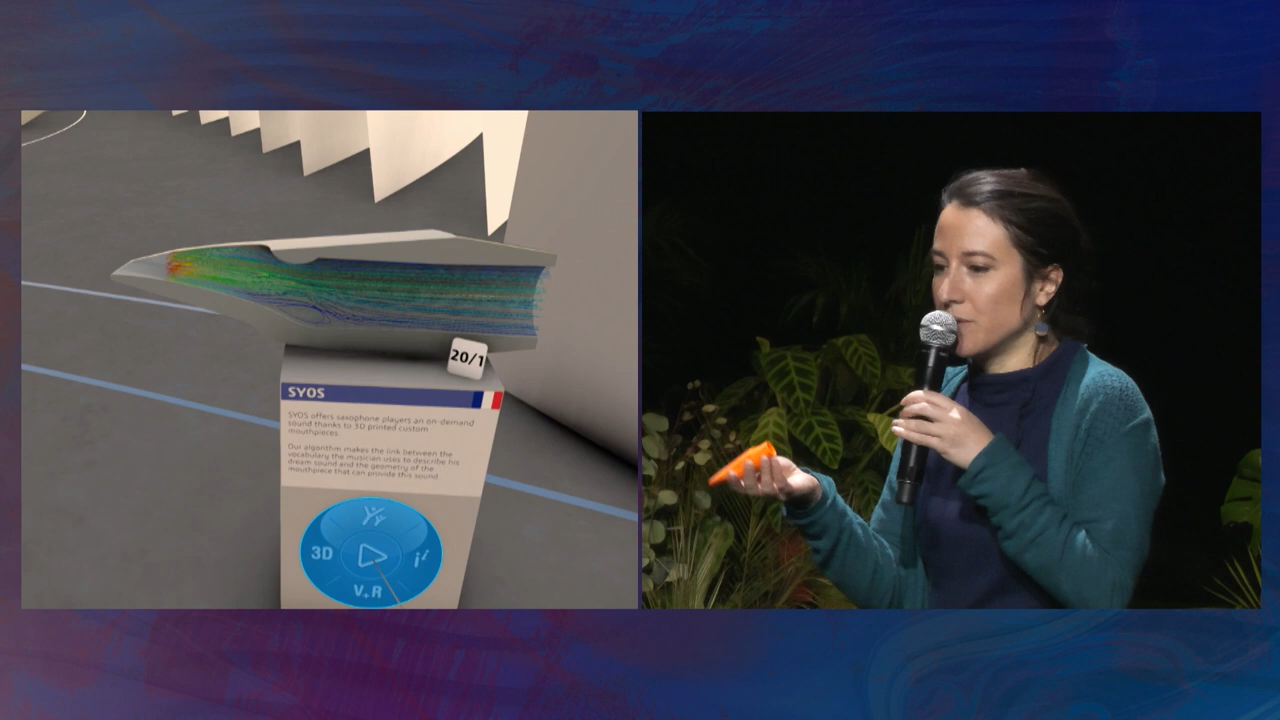 20/1
SYOS
SYOS offers saxophone players an on-demand
sound thanks to 3D printed custom
mouthpieces
Our algorithm makes the link between the
vocabulary the musician uses to describe his
dream sound and the geometry of the
mouthpiece that can provide this sound
3D
V+R